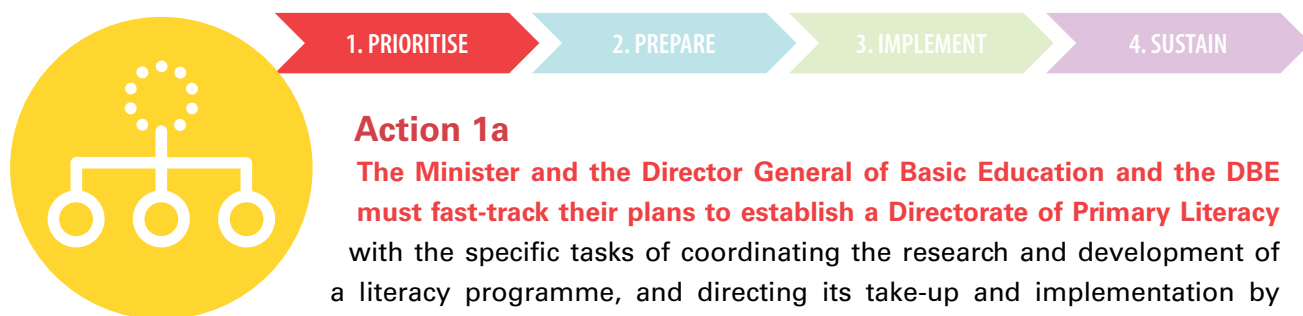 1. PRIORITISE 2. PREPARE 3. IMPLEMENT 4. SUSTAIN
Action 1a
The Minister and the Director General of Basic Education and the DBE
must fast-track their plans to establish a Directorate of Primary Literacy
with the specific tasks of coordinating the research and development of
a literacy programme, and directing its take-up and implementation by